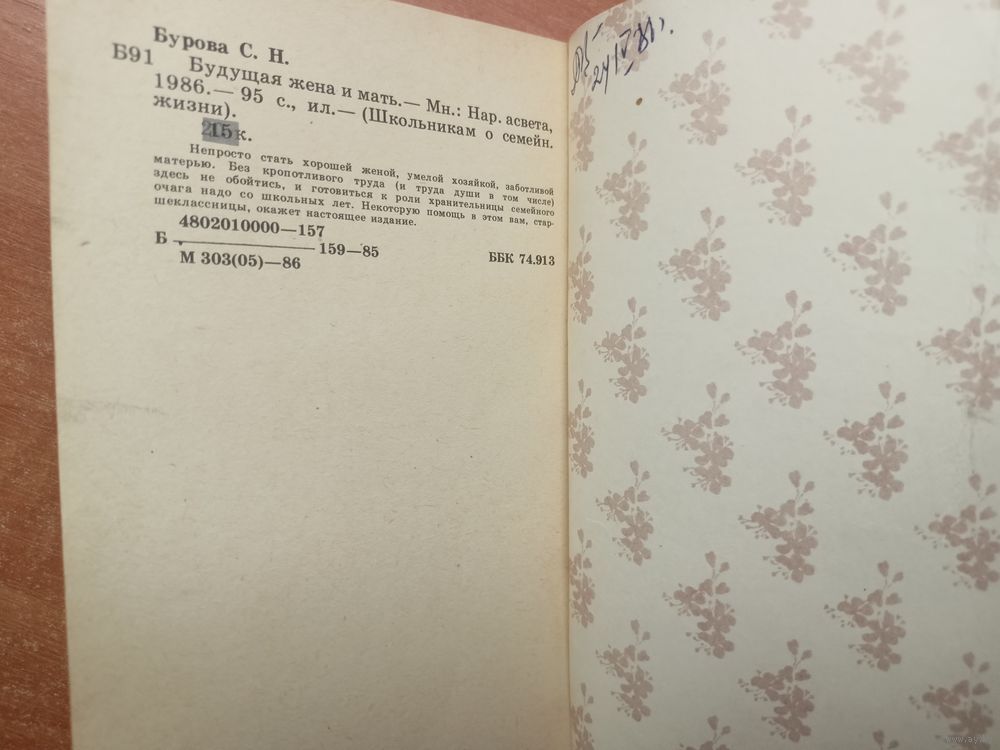 Бурова С. Н.
Б91 Будущая жена и мать.— Мн.: Нар. асвета,
1986.— 95 с., ил.— (Школьникам о семейн.
жизни).
15к.
Непросто стать хорошей женой, умелой хозяйкой, заботливой
матерью. Без кропотливого труда (и труда души в том числе)
здесь не обойтись, и готовиться к роли хранительницы семейного
очага надо со школьных лет. Некоторую помощь в этом вам, стар-
шеклассницы, окажет настоящее издание.
4802010000—157
Б 159—85
М 303(05)—86
ББК 74.913